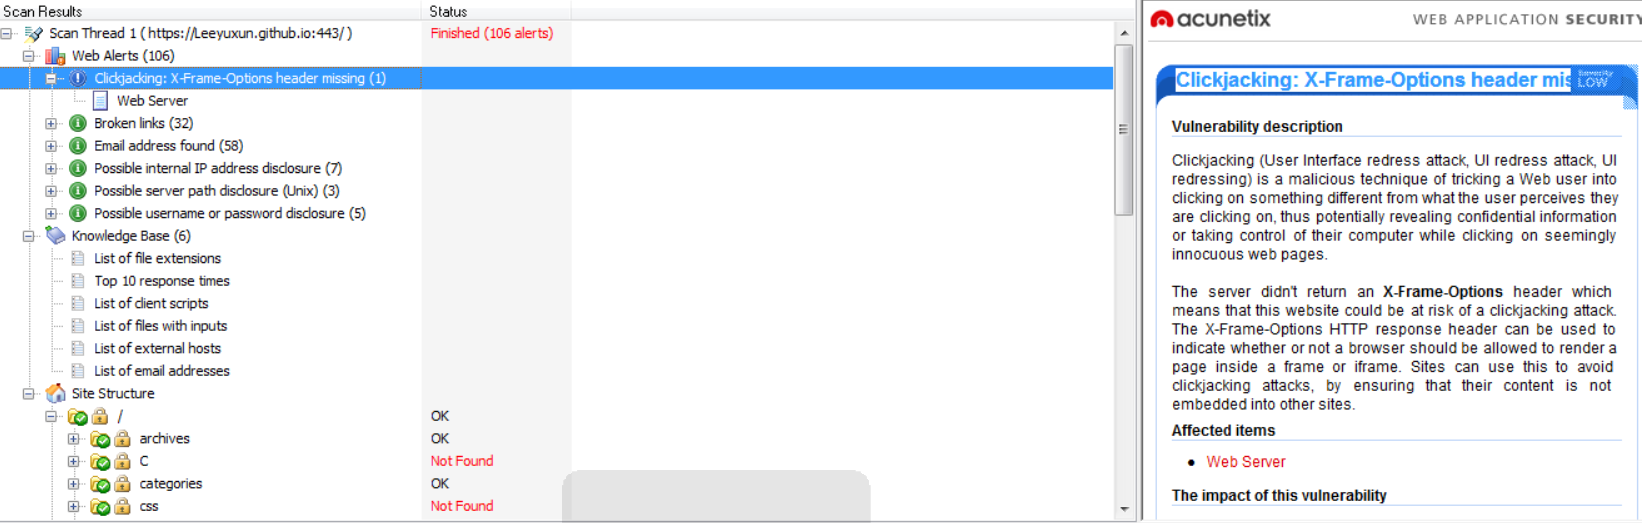 Scan Results Status
Scan Thread 1 ( https://Leeyuxun.github.io:443/ ) Finished (106 alerts)
Web Alerts (106)
Clickjacking: X-Frame-Options header missing (1)
Web Server
Broken links (32)
Email address found (58)
Possible internal IP address disclosure (7)
Possible server path disclosure (Unix) (3)
Possible username or password disclosure (5)
Knowledge Base (6)
List of file extensions
Top 10 response times
List of client scripts
List of files with inputs
List of external hosts
List of email addresses
Site Structure
/ OK
archives OK
C Not Found
categories OK
css Not Found
acunetix WEB APPLICATION SECURITY
Clickjacking: X-Frame-Options header mis
severity
LOW
Vulnerability description
Clickjacking (User Interface redress attack, UI redress attack, UI
redressing) is a malicious technique of tricking a Web user into
clicking on something different from what the user perceives they
are clicking on, thus potentially revealing confidential information
or taking control of their computer while clicking on seemingly
innocuous web pages.
The server didn't return an X-Frame-Options header which
means that this website could be at risk of a clickjacking attack.
The X-Frame-Options HTTP response header can be used to
indicate whether or not a browser should be allowed to render a
page inside a frame or iframe. Sites can use this to avoid
clickjacking attacks, by ensuring that their content is not
embedded into other sites.
Affected items
Web Server
The impact of this vulnerability